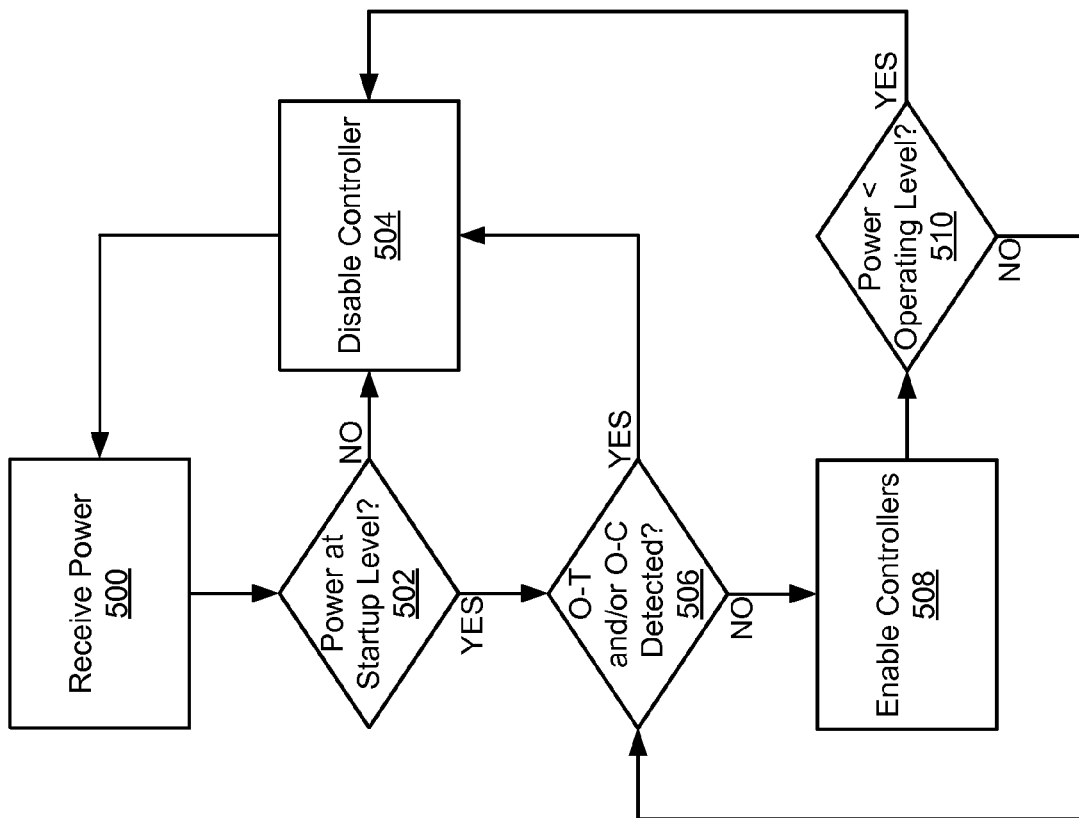 Receive Power
500
Power at
Startup Level?
502
NO
YES
Disable Controller
504
O-T
and/or O-C
Detected?
506
YES
NO
Enable Controllers
508
Power <
Operating Level?
510
YES
NO